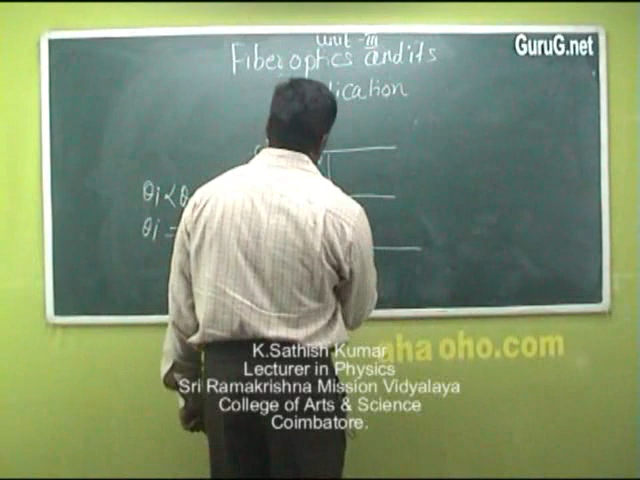 GuruG.net
Unit - III
Fiber optics and its
θi <
θi =
aha oho.com
K.Sathish Kumar
Lecturer in Physics
Sri Ramakrishna Mission Vidyalaya
College of Arts & Science
Coimbatore.